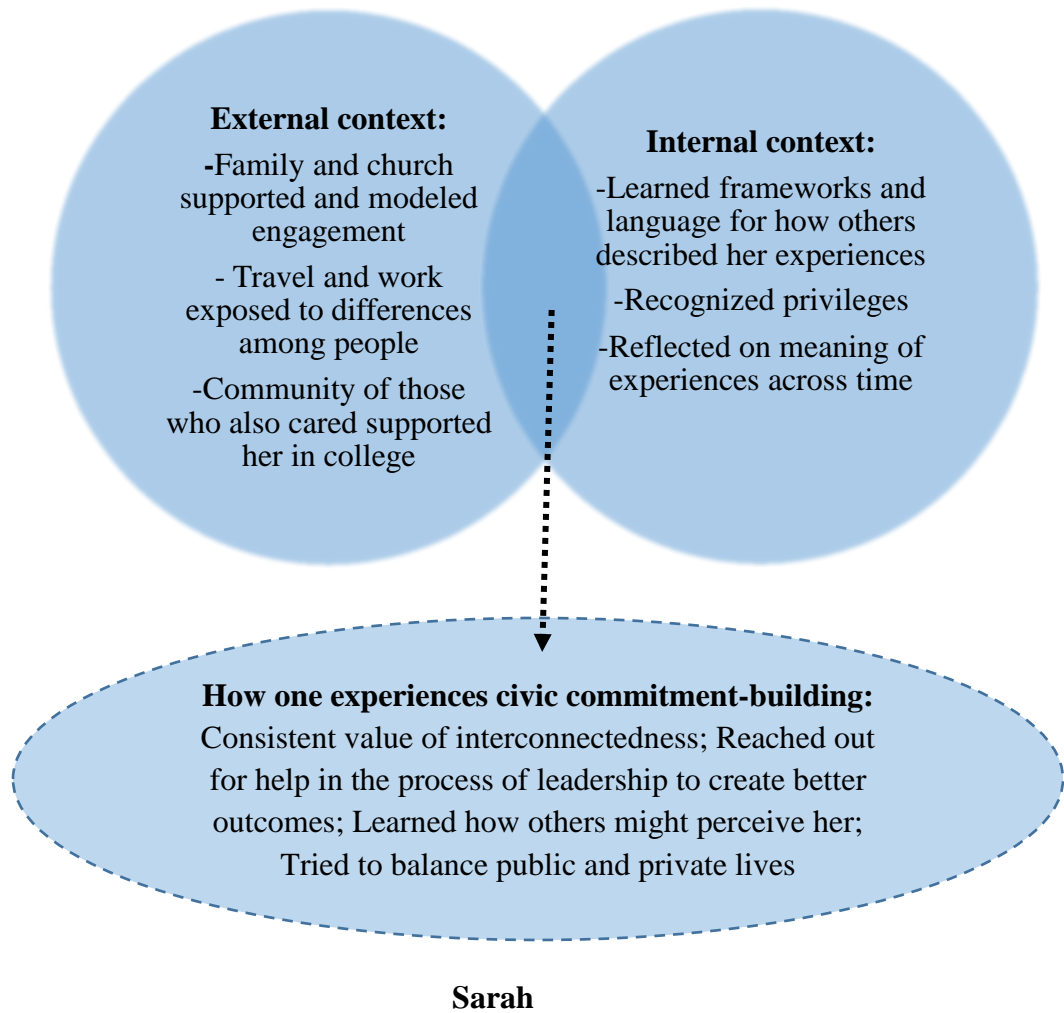 External context:
-Family and church
supported and modeled
engagement
- Travel and work
exposed to differences
among people
-Community of those
who also cared supported
her in college
Internal context:
-Learned frameworks and
language for how others
described her experiences
-Recognized privileges
-Reflected on meaning of
experiences across time
How one experiences civic commitment-building:
Consistent value of interconnectedness; Reached out
for help in the process of leadership to create better
outcomes; Learned how others might perceive her;
Tried to balance public and private lives
Sarah